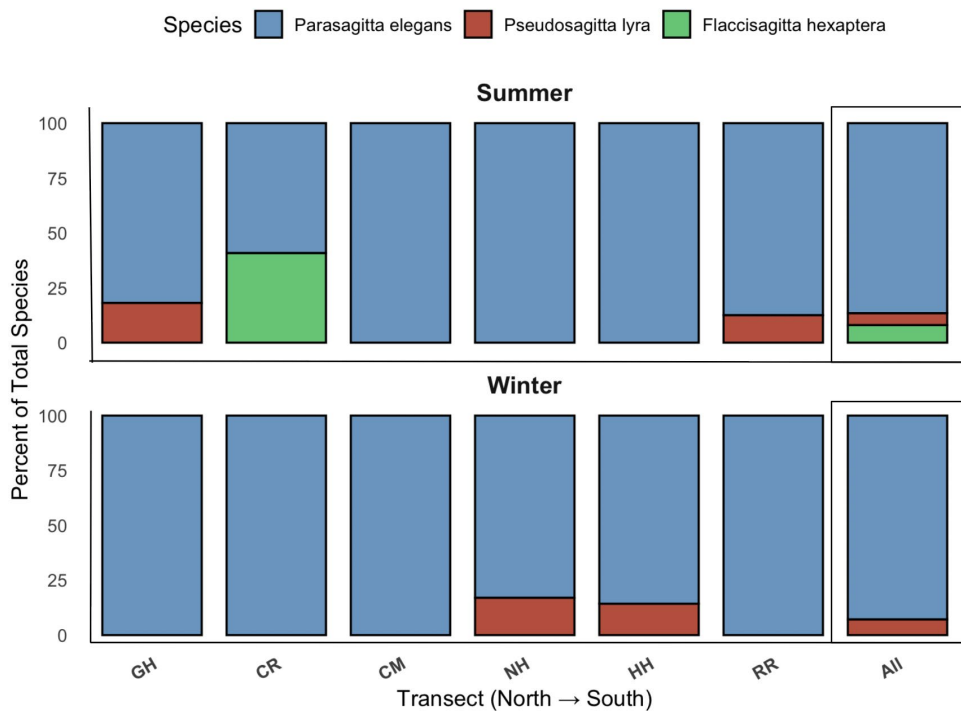 Species Parasagitta elegans Pseudosagitta lyra Flaccisagitta hexaptera
Summer
100
75
50
25
0
Winter
100
75
50
25
0
Percent of Total Species
GH CR CM NH HH RR All
Transect (North → South)